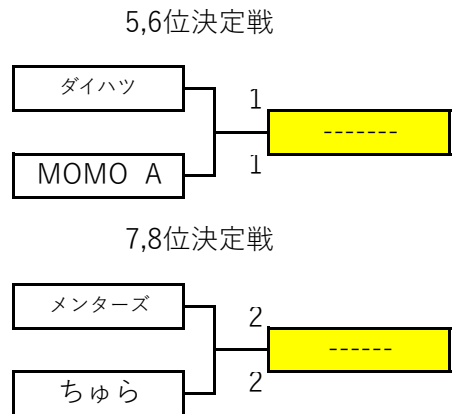 5,6位決定戦
ダイハツ
1
-------
1
MOMO A
7,8位決定戦
メンターズ
2
------
2
ちゅら